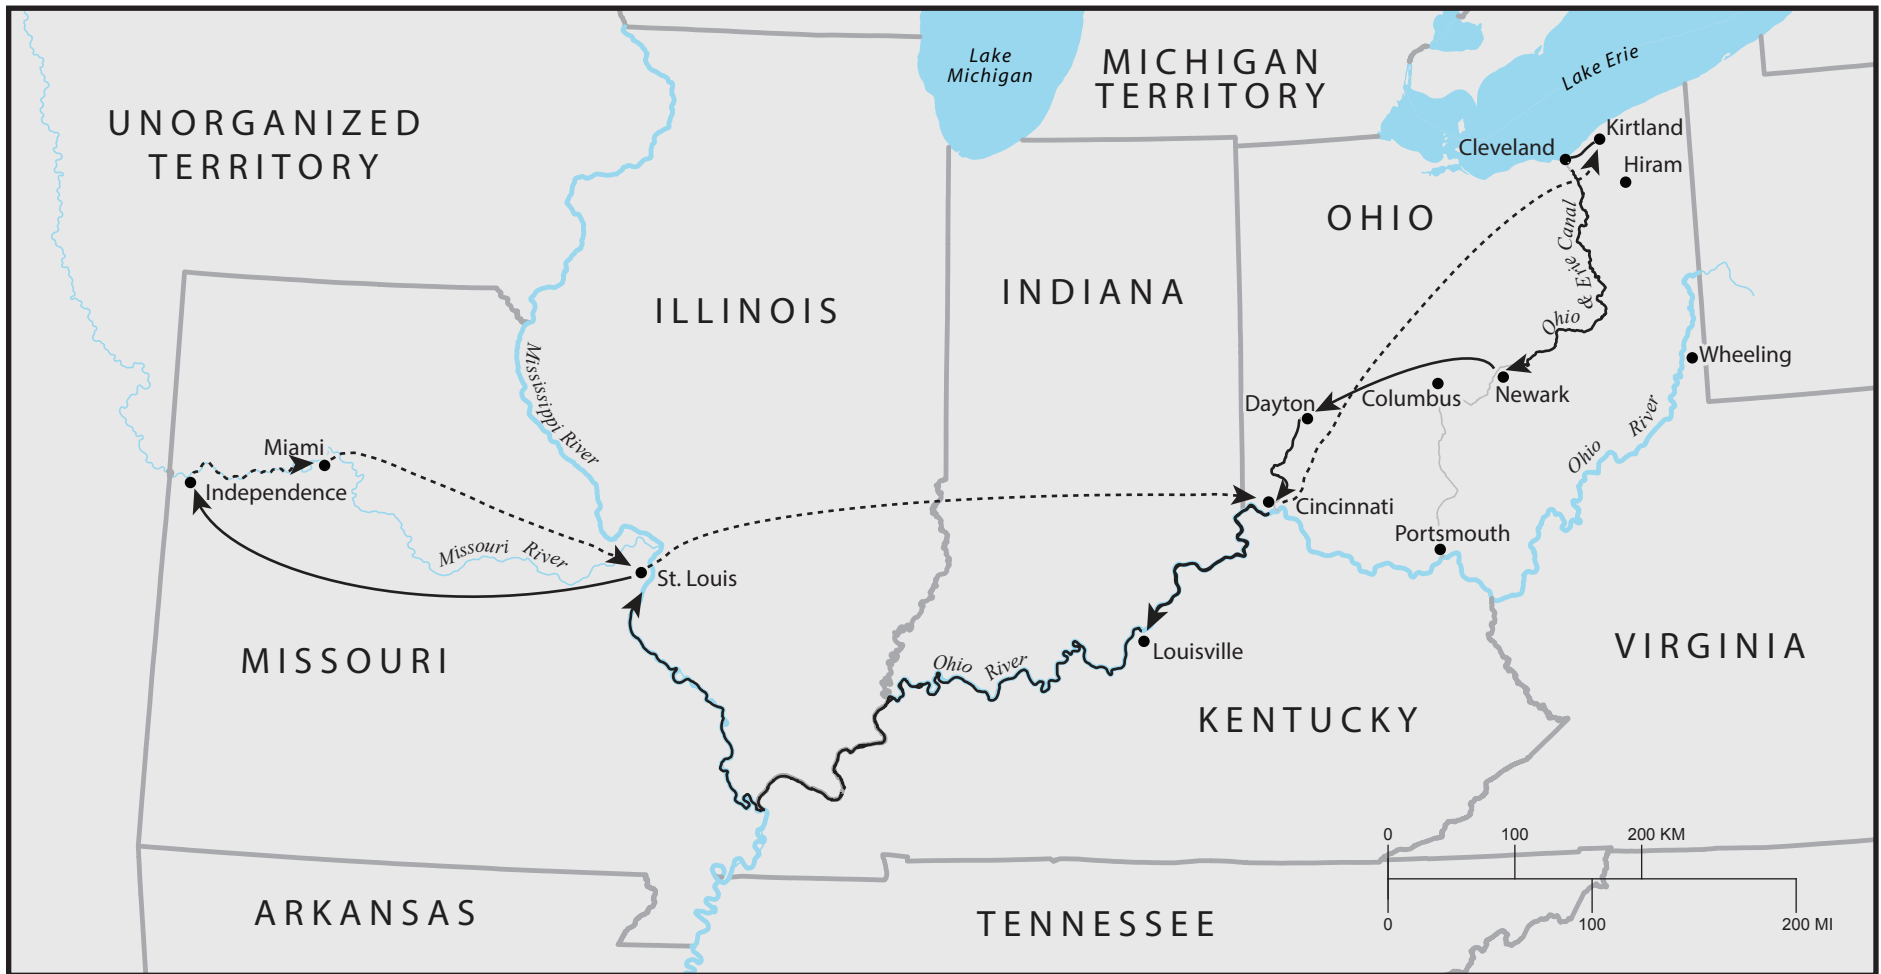 Lake
Michigan
MICHIGAN
TERRITORY
Lake Erie
UNORGANIZED
TERRITORY
Kirtland
Cleveland
Hiram
OHIO
Ohio & Erie Canal
INDIANA
ILLINOIS
Mississippi River
Wheeling
Dayton
Columbus
Newark
Ohio River
Miami
Independence
Cincinnati
Portsmouth
Missouri River
St. Louis
MISSOURI
Ohio River
Louisville
VIRGINIA
KENTUCKY
0 100 200 KM
ARKANSAS
TENNESSEE
0 100 200 MI